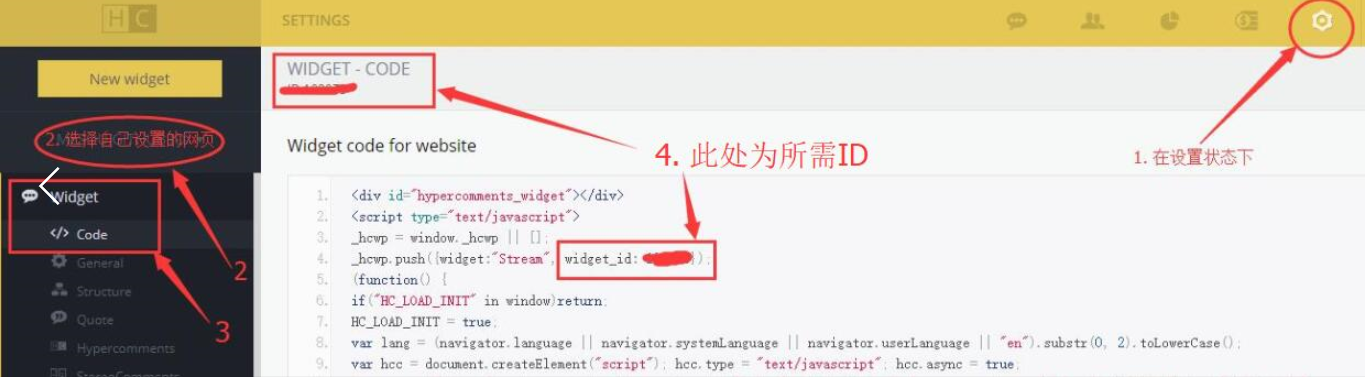 HC
SETTINGS
New widget
2. 选择自己设置的网页
Widget
Code
General
Structure
Quote
Hypercomments
StereoComments
2
3
WIDGET - CODE
Widget code for website
4. 此处为所需ID
1. 在设置状态下
1. <div id="hypercomments_widget"></div>
2. <script type="text/javascript">
3. _hcwp = window._hcwp || [];
4. _hcwp.push({widget:"Stream", widget_id: });
5. (function() {
6. if("HC_LOAD_INIT" in window)return;
7. HC_LOAD_INIT = true;
8. var lang = (navigator.language || navigator.systemLanguage || navigator.userLanguage || "en").substr(0, 2).toLowerCase();
9. var hcc = document.createElement("script"); hcc.type = "text/javascript"; hcc.async = true;